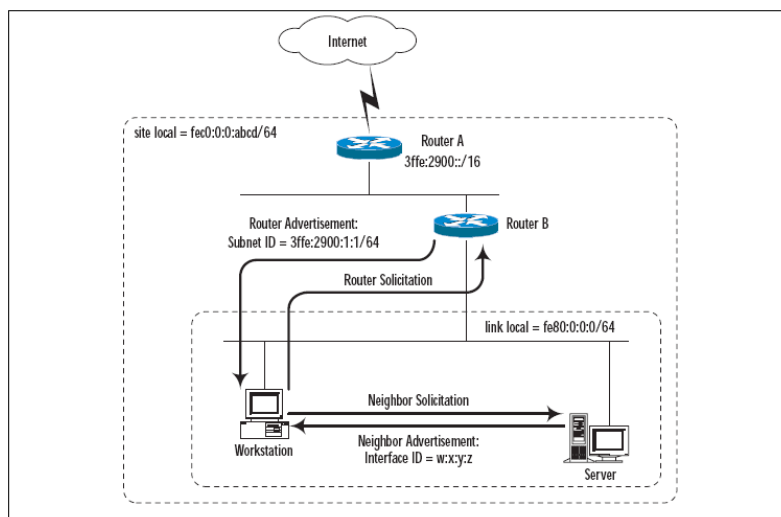 Internet
site local = fec0:0:0:abcd/64
Router A
3ffe:2900::/16
Router Advertisement:
Subnet ID = 3ffe:2900:1:1/64
Router B
Router Solicitation
link local = fe80:0:0:0/64
Neighbor Solicitation
Workstation
Neighbor Advertisement:
Interface ID = w:x:y:z
Server